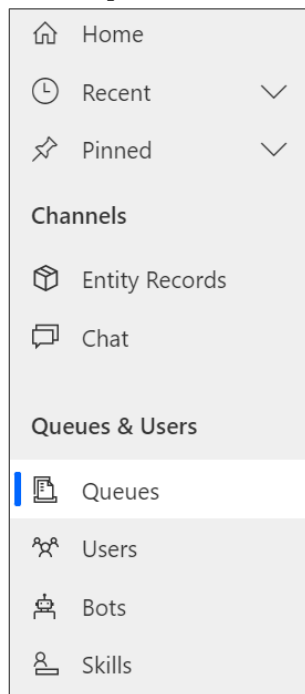 Home
Recent
Pinned
Channels
Entity Records
Chat
Queues & Users
Queues
Users
Bots
Skills